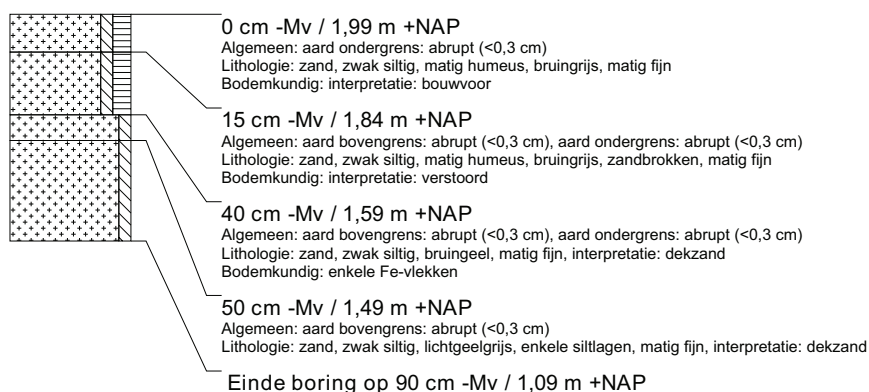 0 cm -Mv / 1,99 m +NAP
Algemeen: aard ondergrens: abrupt (<0,3 cm)
Lithologie: zand, zwak siltig, matig humeus, bruingrijs, matig fijn
Bodemkundig: interpretatie: bouwvoor
15 cm -Mv / 1,84 m +NAP
Algemeen: aard bovengrens: abrupt (<0,3 cm), aard ondergrens: abrupt (<0,3 cm)
Lithologie: zand, zwak siltig, matig humeus, bruingrijs, zandbrokken, matig fijn
Bodemkundig: interpretatie: verstoord
40 cm -Mv / 1,59 m +NAP
Algemeen: aard bovengrens: abrupt (<0,3 cm), aard ondergrens: abrupt (<0,3 cm)
Lithologie: zand, zwak siltig, bruingeel, matig fijn, interpretatie: dekzand
Bodemkundig: enkele Fe-vlekken
50 cm -Mv / 1,49 m +NAP
Algemeen: aard bovengrens: abrupt (<0,3 cm)
Lithologie: zand, zwak siltig, lichtgeelgrijs, enkele siltlagen, matig fijn, interpretatie: dekzand
Einde boring op 90 cm -Mv / 1,09 m +NAP